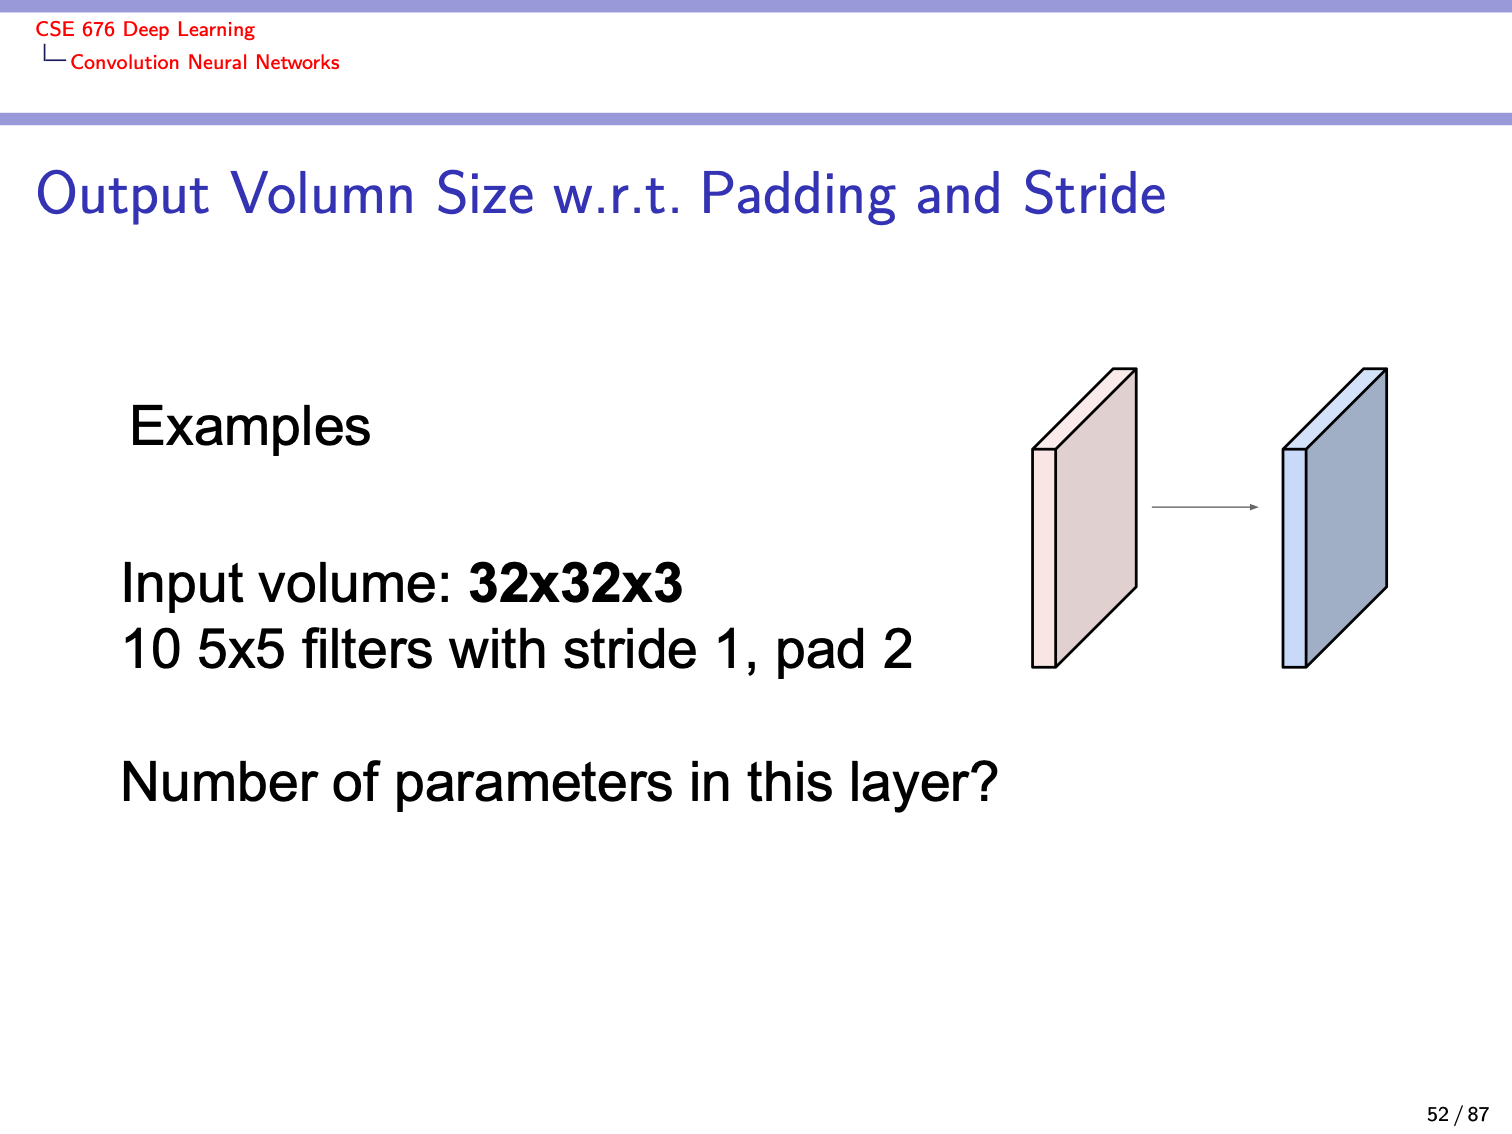 CSE 676 Deep Learning
Convolution Neural Networks
Output Volumn Size w.r.t. Padding and Stride
Examples
Input volume: 32x32x3
10 5x5 filters with stride 1, pad 2
Number of parameters in this layer?
52 / 87